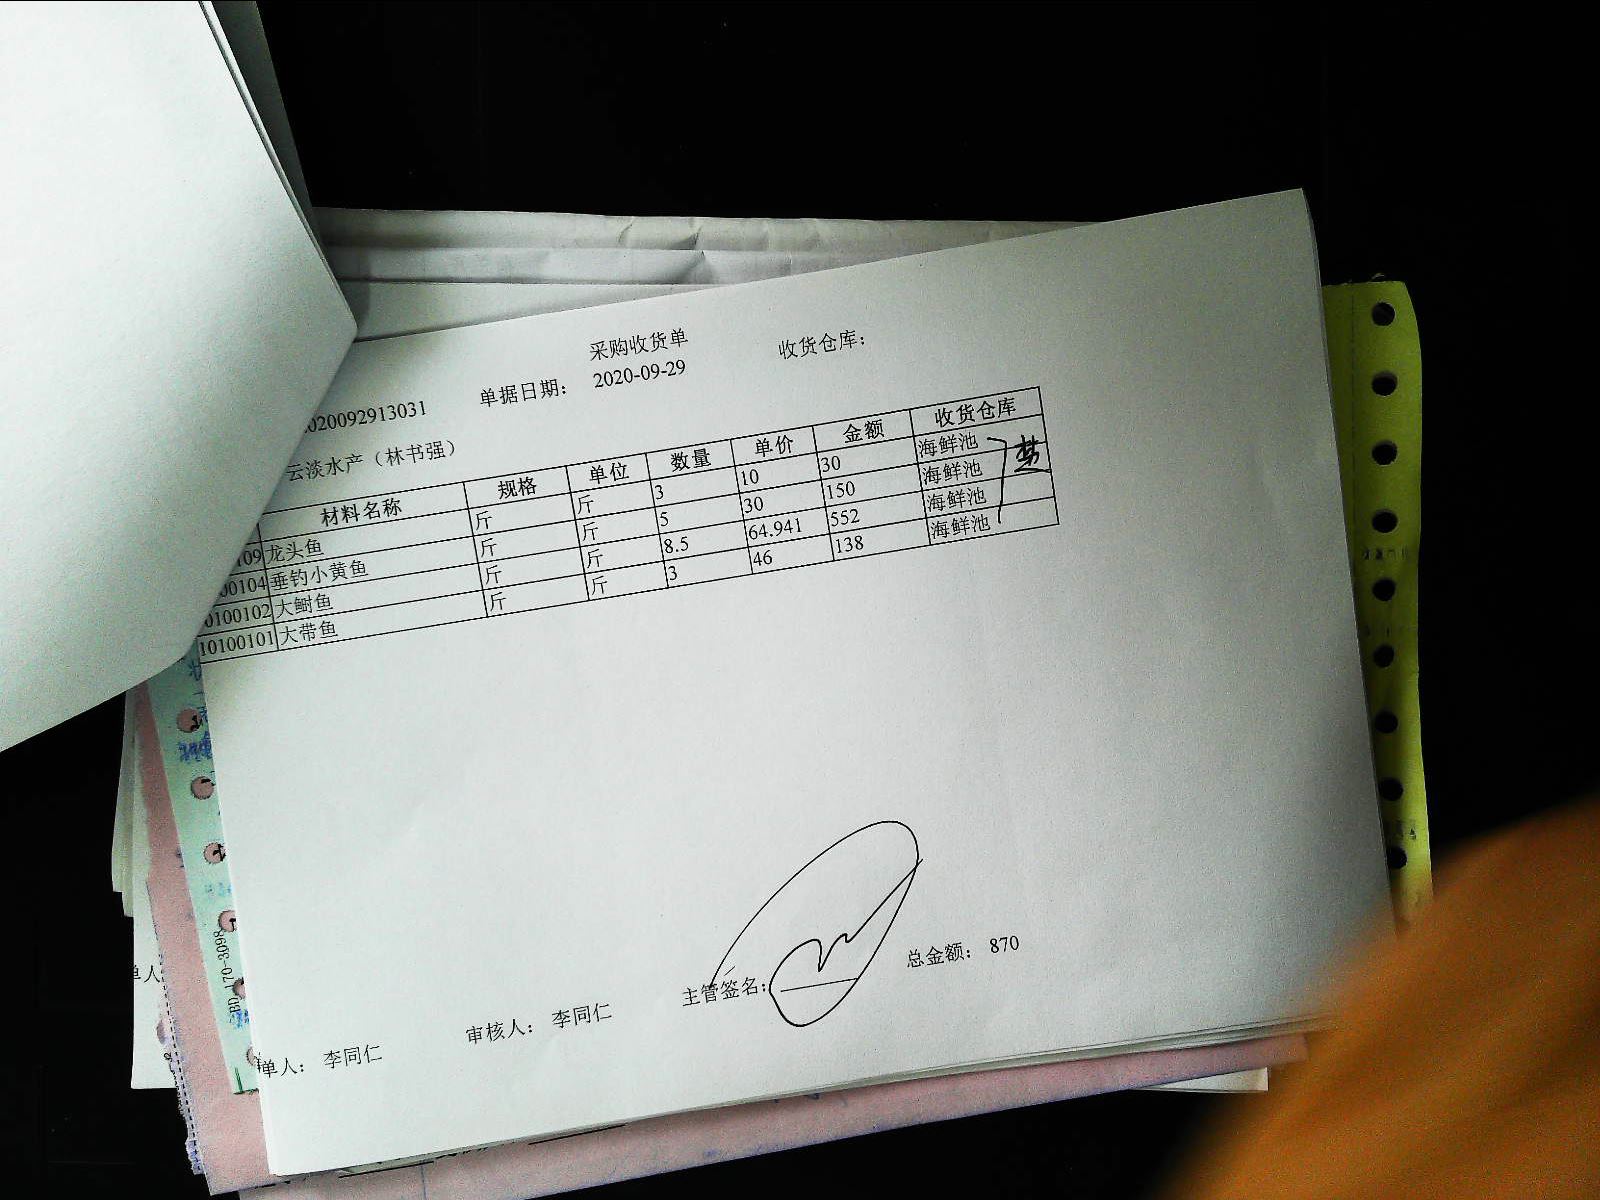 采购收货单
020092913031 单据日期： 2020-09-29 收货仓库：
云淡水产（林书强）
材料名称 规格 单位 数量 单价 金额 收货仓库
109 龙头鱼 斤 斤 3 10 30 海鲜池
00104 垂钓小黄鱼 斤 斤 5 30 150 海鲜池
0100102 大鲥鱼 斤 斤 8.5 64.941 552 海鲜池
10100101 大带鱼 斤 斤 3 46 138 海鲜池
单人： 李同仁 审核人： 李同仁 主管签名： 总金额： 870
单人
BD 170-3098